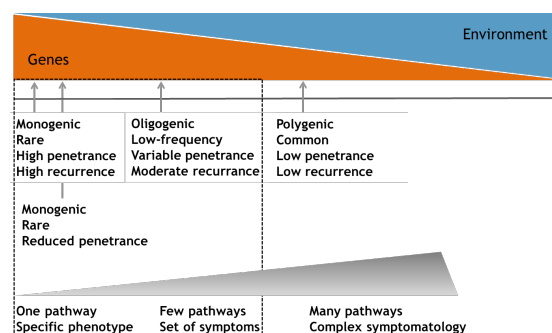 Environment
Genes
Monogenic
Rare
High penetrance
High recurrence
Oligogenic
Low-frequency
Variable penetrance
Moderate recurrance
Polygenic
Common
Low penetrance
Low recurrence
Monogenic
Rare
Reduced penetrance
One pathway
Specific phenotype
Few pathways
Set of symptoms
Many pathways
Complex symptomatology